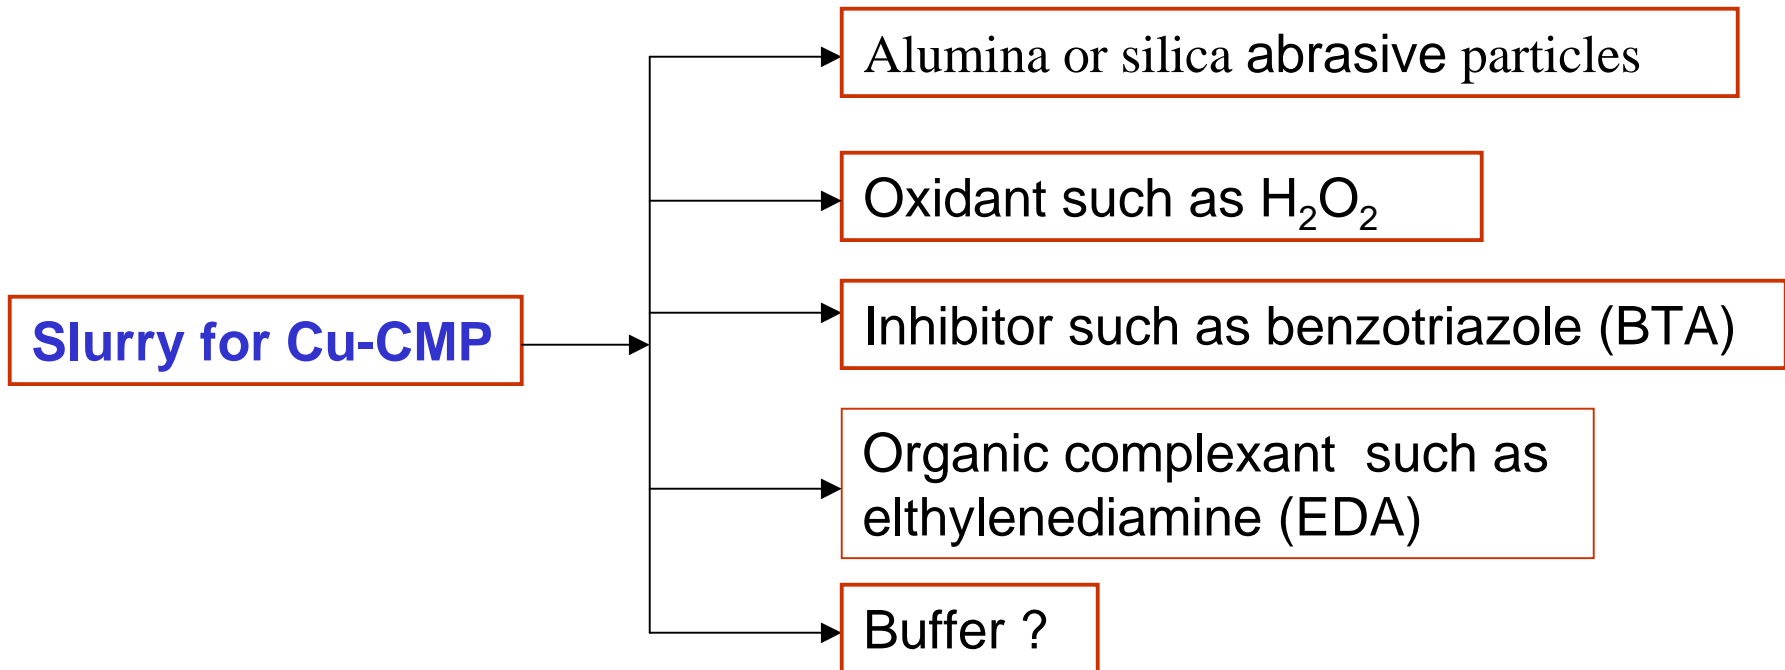 Alumina or silica abrasive particles
Oxidant such as H₂O₂
Slurry for Cu-CMP
Inhibitor such as benzotriazole (BTA)
Organic complexant such as
elthylenediamine (EDA)
Buffer ?